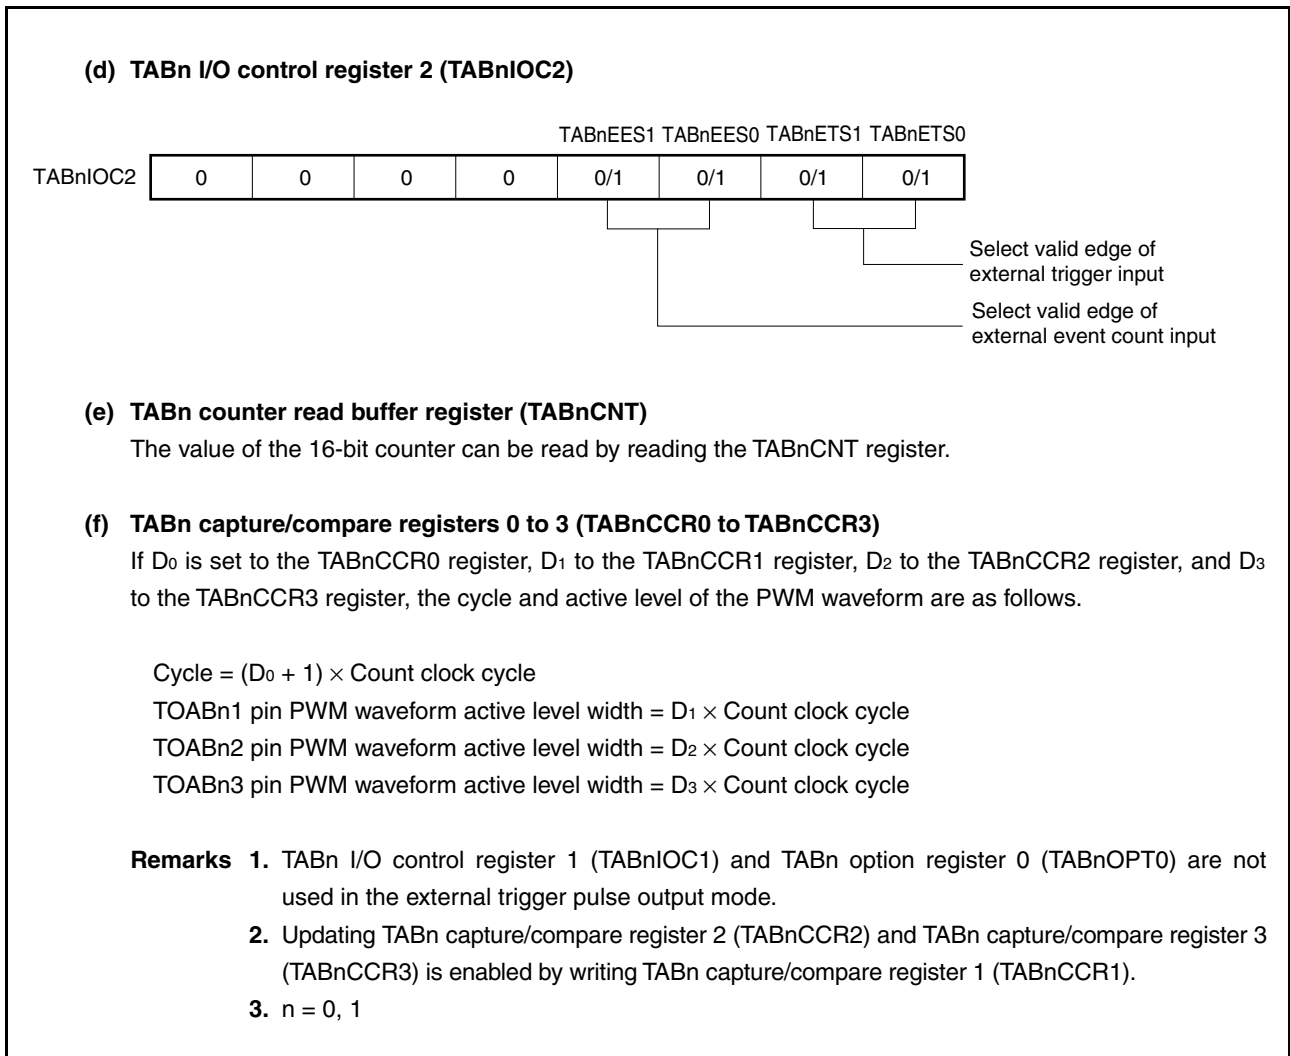 (d) TABn I/O control register 2 (TABnIOC2)
TABnEES1 TABnEES0 TABnETS1 TABnETS0
TABnIOC2 0 0 0 0 0/1 0/1 0/1 0/1
Select valid edge of
external trigger input
Select valid edge of
external event count input
(e) TABn counter read buffer register (TABnCNT)
The value of the 16-bit counter can be read by reading the TABnCNT register.
(f) TABn capture/compare registers 0 to 3 (TABnCCR0 to TABnCCR3)
If D0 is set to the TABnCCR0 register, D1 to the TABnCCR1 register, D2 to the TABnCCR2 register, and D3
to the TABnCCR3 register, the cycle and active level of the PWM waveform are as follows.
Cycle = (D0 + 1) × Count clock cycle
TOABn1 pin PWM waveform active level width = D1 × Count clock cycle
TOABn2 pin PWM waveform active level width = D2 × Count clock cycle
TOABn3 pin PWM waveform active level width = D3 × Count clock cycle
Remarks 1. TABn I/O control register 1 (TABnIOC1) and TABn option register 0 (TABnOPT0) are not
used in the external trigger pulse output mode.
2. Updating TABn capture/compare register 2 (TABnCCR2) and TABn capture/compare register 3
(TABnCCR3) is enabled by writing TABn capture/compare register 1 (TABnCCR1).
3. n = 0, 1